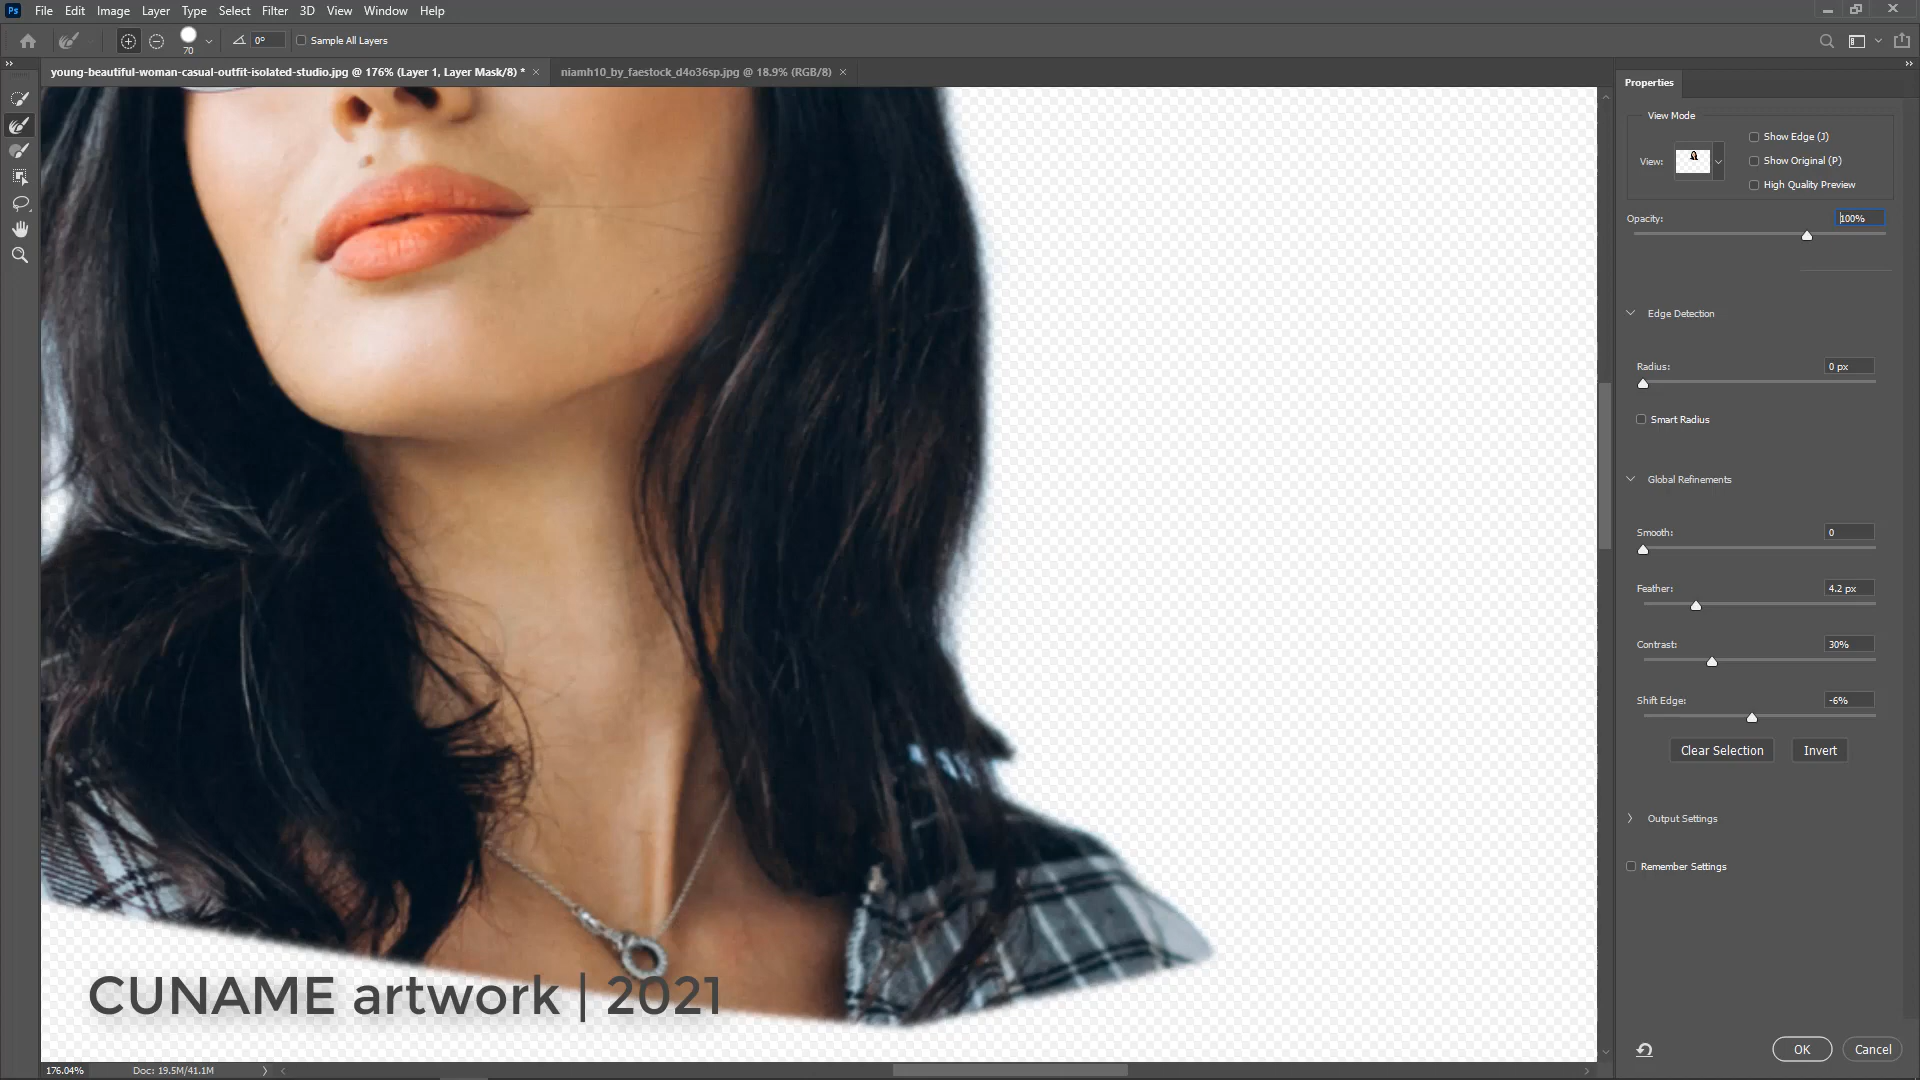 Ps File Edit Image Layer Type Select Filter 3D View Window Help
70 0° Sample All Layers
young-beautiful-woman-casual-outfit-isolated-studio.jpg @ 176% (Layer 1, Layer Mask/8) * niamh10_by_faestock_d4o36sp.jpg @ 18.9% (RGB/8)
Properties
View Mode
Show Edge (J)
View: Show Original (P)
High Quality Preview
Opacity: 100%
Edge Detection
Radius: 0 px
Smart Radius
Global Refinements
Smooth: 0
Feather: 4.2 px
Contrast: 30%
Shift Edge: -6%
Clear Selection Invert
Output Settings
Remember Settings
CUNAME artwork | 2021
OK Cancel
176.04% Doc: 19.5M/41.1M